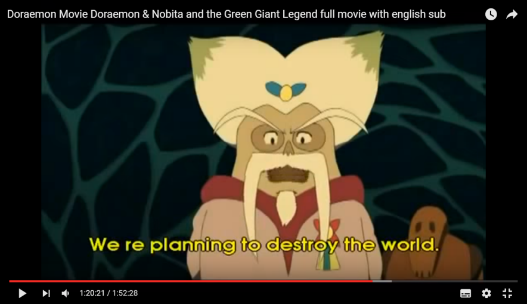 Doraemon Movie Doraemon & Nobita and the Green Giant Legend full movie with english sub
We re planning to destroy the world.
1:20:21 / 1:52:28